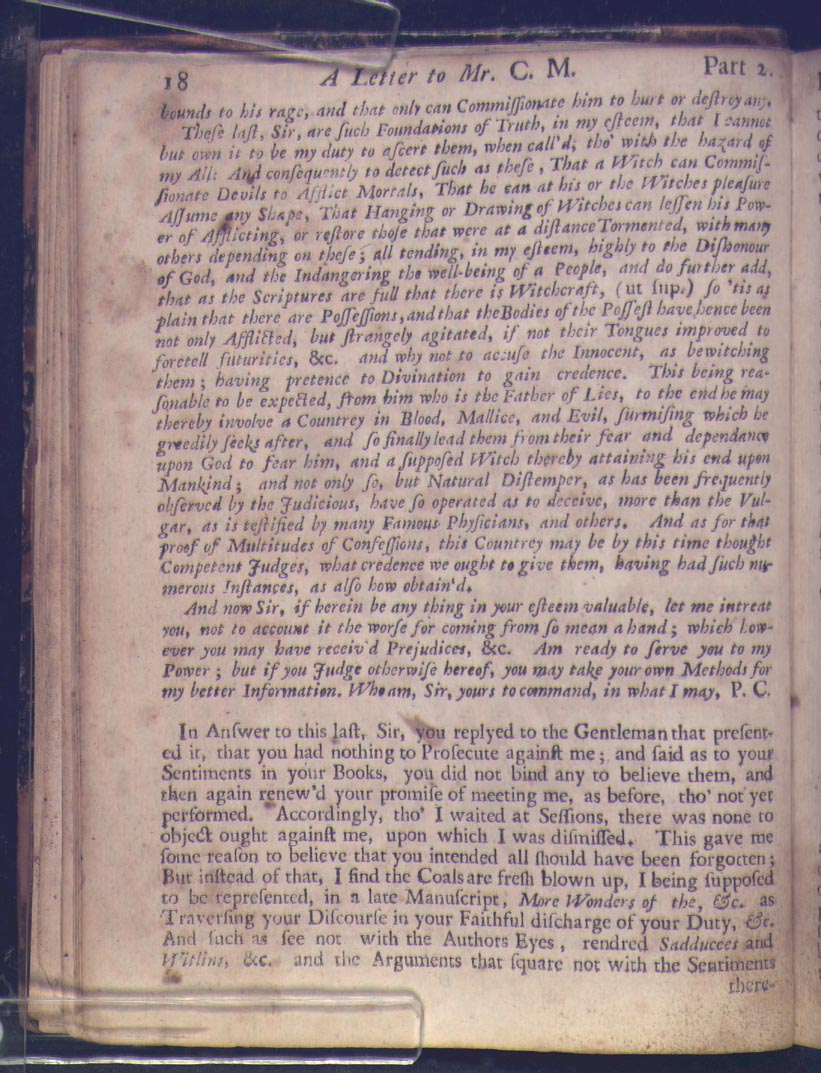 18 A Letter to Mr. C. M. Part 2.
bounds to his rage, and that only can Commiſſionate him to hurt or deſtroy any.
Theſe laſt, Sir, are ſuch Foundations of Truth, in my eſteem, that I cannot
but own it to be my duty to aſcert them, when call'd, tho' with the hazard of
my All: And conſequently to detect ſuch as theſe, That a Witch can Commiſ-
ſionate Devils to Afflict Mortals, That he can at his or the Witches pleaſure
Aſſume any Shape, That Hanging or Drawing of Witches can leſſen his Pow-
er of Afflicting, or reſtore thoſe that were at a diſtance Tormented, with many
others depending on theſe; all tending, in my eſteem, highly to the Diſhonour
of God, and the Indangering the well-being of a People, and do further add,
that as the Scriptures are full that there is Witchcraft, (ut ſup.) ſo 'tis as
plain that there are Poſſeſſions, and that the Bodies of the Poſſeſt have hence been
not only Afflicted, but ſtrangely agitated, if not their Tongues improved to
foretell futurities, &c. and why not to accuſe the Innocent, as bewitching
them; having pretence to Divination to gain credence. This being rea-
ſonable to be expected, from him who is the Father of Lies, to the end he may
thereby involve a Countrey in Blood, Mallice, and Evil, ſurmiſing which he
greedily ſeeks after, and ſo finally lead them from their fear and dependance
upon God to fear him, and a ſuppoſed Witch thereby attaining his end upon
Mankind; and not only ſo, but Natural Diſtemper, as has been frequently
obſerved by the Judicious, have ſo operated as to deceive, more than the Vul-
gar, as is teſtified by many Famous Phyſicians, and others. And as for that
proof of Multitudes of Confeſſions, this Countrey may be by this time thought
Competent Judges, what credence we ought to give them, having had ſuch nu-
merous Inſtances, as alſo how obtain'd.
And now Sir, if herein be any thing in your eſteem valuable, let me intreat
you, not to account it the worſe for coming from ſo mean a hand; which how-
ever you may have receiv'd Prejudices, &c. Am ready to ſerve you to my
Power; but if you Judge otherwiſe hereof, you may take your own Methods for
my better Information. Who am, Sir, yours to command, in what I may, P. C.
In Anſwer to this laſt, Sir, you replyed to the Gentleman that preſent-
ed it, that you had nothing to Proſecute againſt me; and ſaid as to your
Sentiments in your Books, you did not bind any to believe them, and
then again renew'd your promiſe of meeting me, as before, tho' not yet
performed. Accordingly, tho' I waited at Seſſions, there was none to
object ought againſt me, upon which I was diſmiſſed. This gave me
ſome reaſon to believe that you intended all ſhould have been forgotten;
But inſtead of that, I find the Coals are freſh blown up, I being ſuppoſed
to be repreſented, in a late Manuſcript, More Wonders of the, &c. as
Traverſing your Diſcourſe in your Faithful diſcharge of your Duty, &c.
And ſuch as ſee not with the Authors Eyes, rendred Sadducees and
Witlins, &c. and the Arguments that ſquare not with the Sentiments
there-